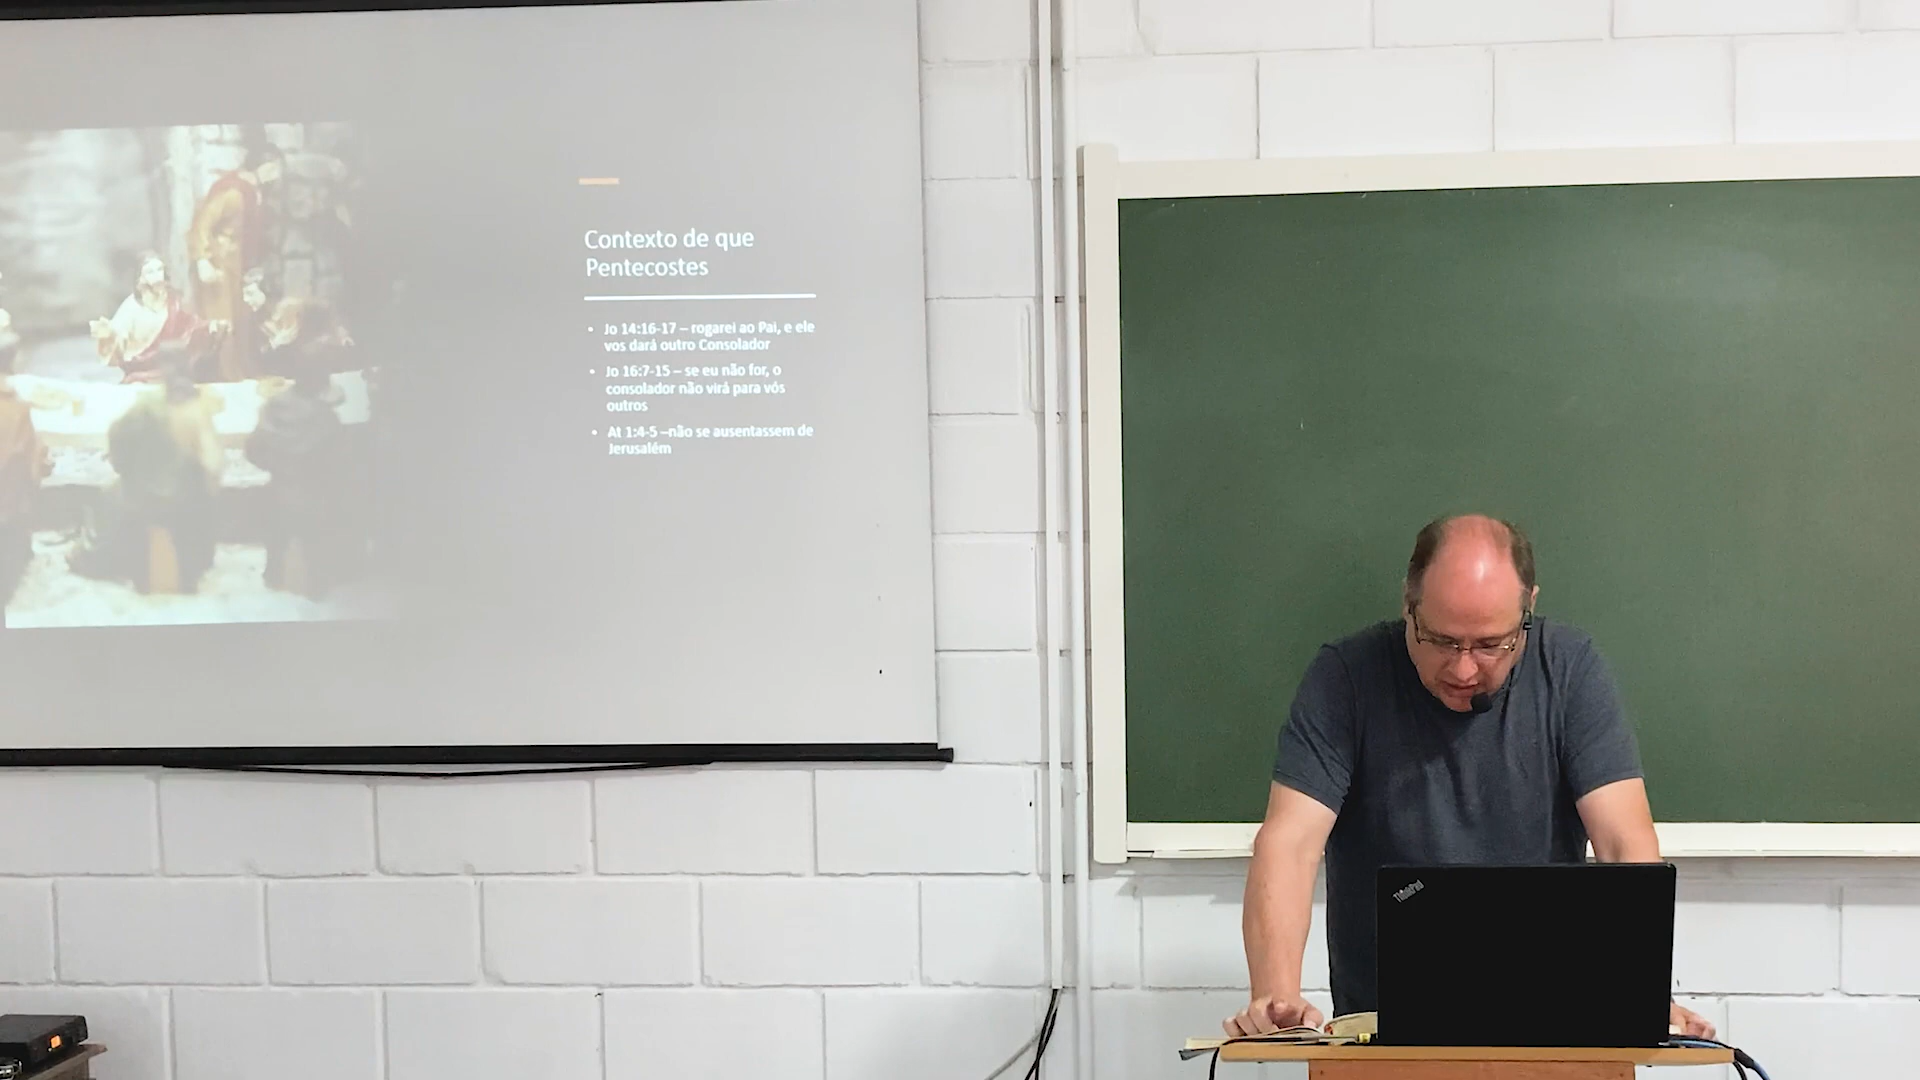 Contexto de que
Pentecostes
• Jo 14:16-17 – rogarei ao Pai, e ele
vos dará outro Consolador
• Jo 16:7-15 – se eu não for, o
consolador não virá para vós
outros
• At 1:4-5 –não se ausentassem de
Jerusalém
ThinkPad